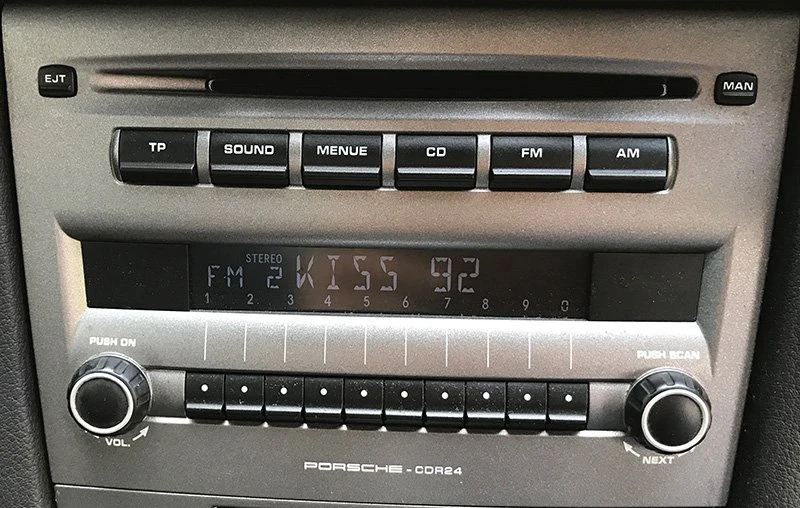 EJT
MAN
TP SOUND MENUE CD FM AM
STEREO
FM 2 KISS 92
1 2 3 4 5 6 7 8 9 0
PUSH ON
PUSH SCAN
VOL.
NEXT
PORSCHE - CDR24